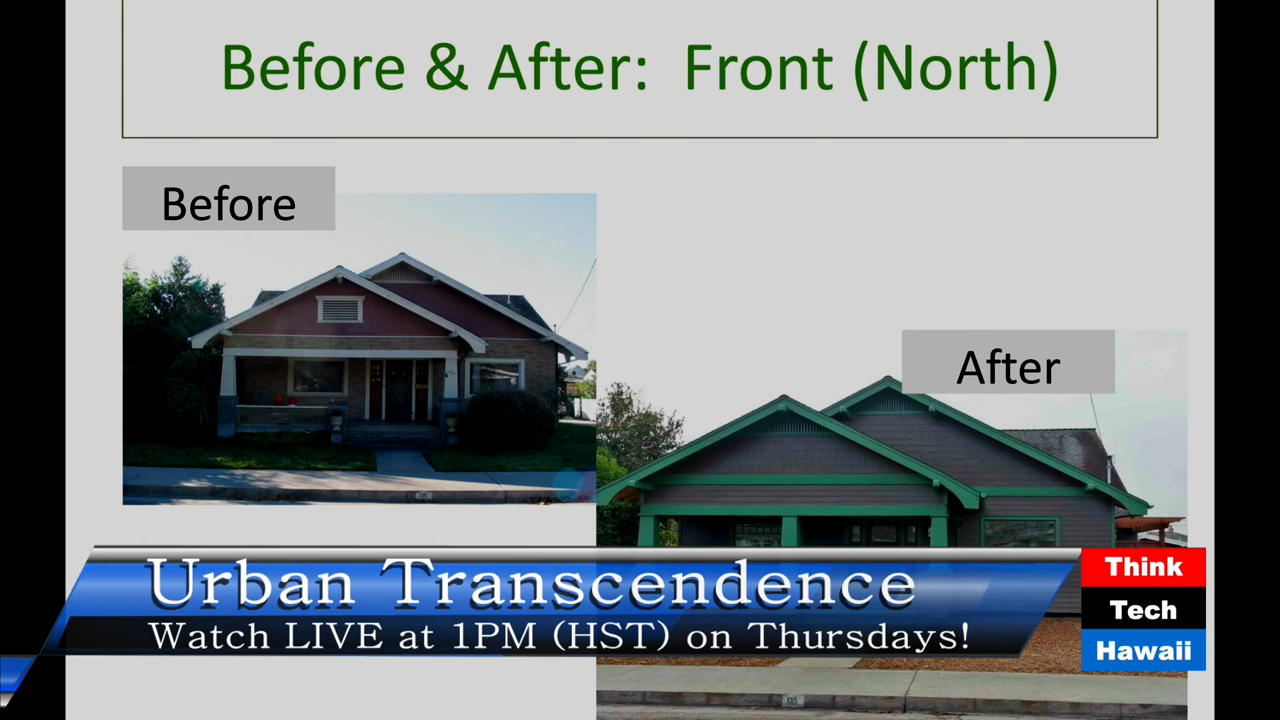 Before & After: Front (North)
Before
After
Urban Transcendence
Watch LIVE at 1PM (HST) on Thursdays!
Think
Tech
Hawaii